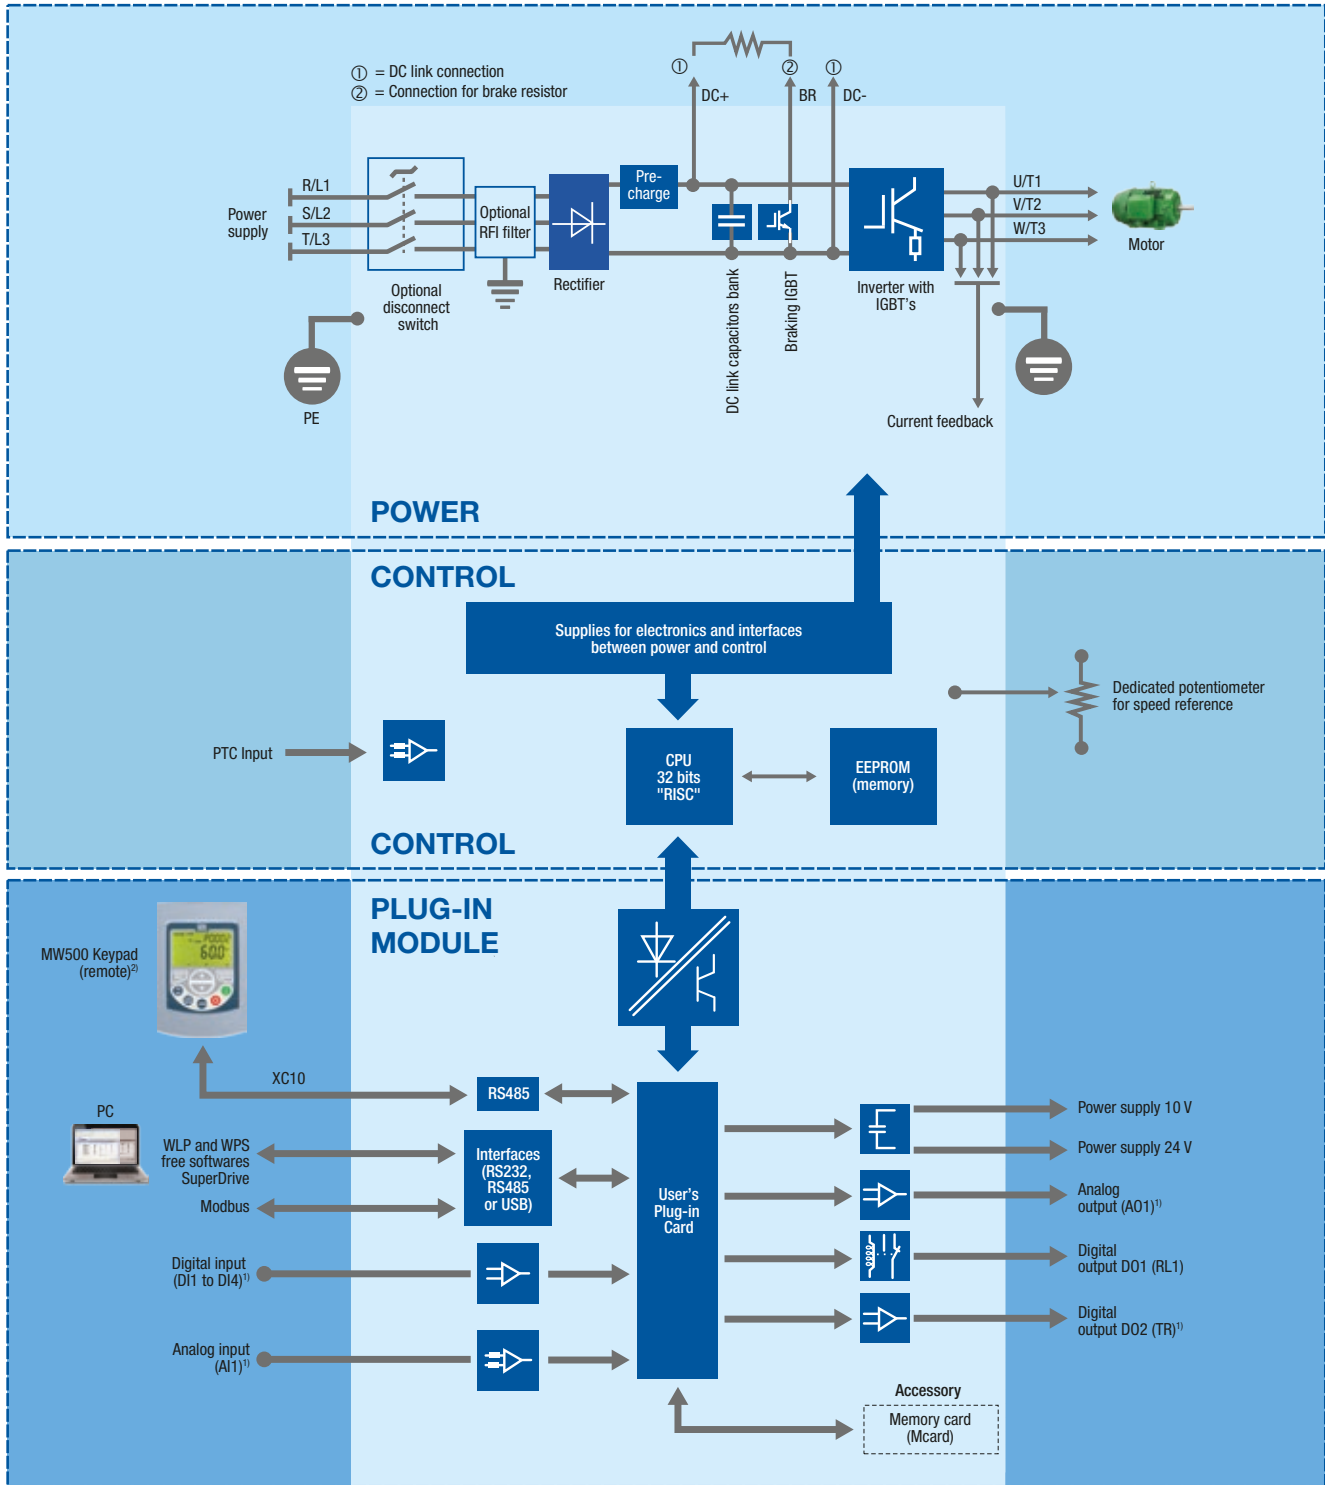 ① = DC link connection
② = Connection for brake resistor
①
②
①
DC+
BR
DC-
Power
supply
R/L1
S/L2
T/L3
Optional
disconnect
switch
Optional
RFI filter
Rectifier
Pre-
charge
DC link capacitors bank
Braking IGBT
Inverter with
IGBT's
U/T1
V/T2
W/T3
Motor
PE
Current feedback
POWER
CONTROL
Supplies for electronics and interfaces
between power and control
PTC Input
CPU
32 bits
"RISC"
EEPROM
(memory)
Dedicated potentiometer
for speed reference
CONTROL
PLUG-IN
MODULE
MW500 Keypad
(remote)2)
60.0
XC10
RS485
PC
WLP and WPS
free softwares
SuperDrive
Modbus
Interfaces
(RS232,
RS485
or USB)
Digital input
(DI1 to DI4)1)
Analog input
(AI1)1)
User's
Plug-in
Card
Power supply 10 V
Power supply 24 V
Analog
output (AO1)1)
Digital
output DO1 (RL1)
Digital
output DO2 (TR)1)
Accessory
Memory card
(Mcard)